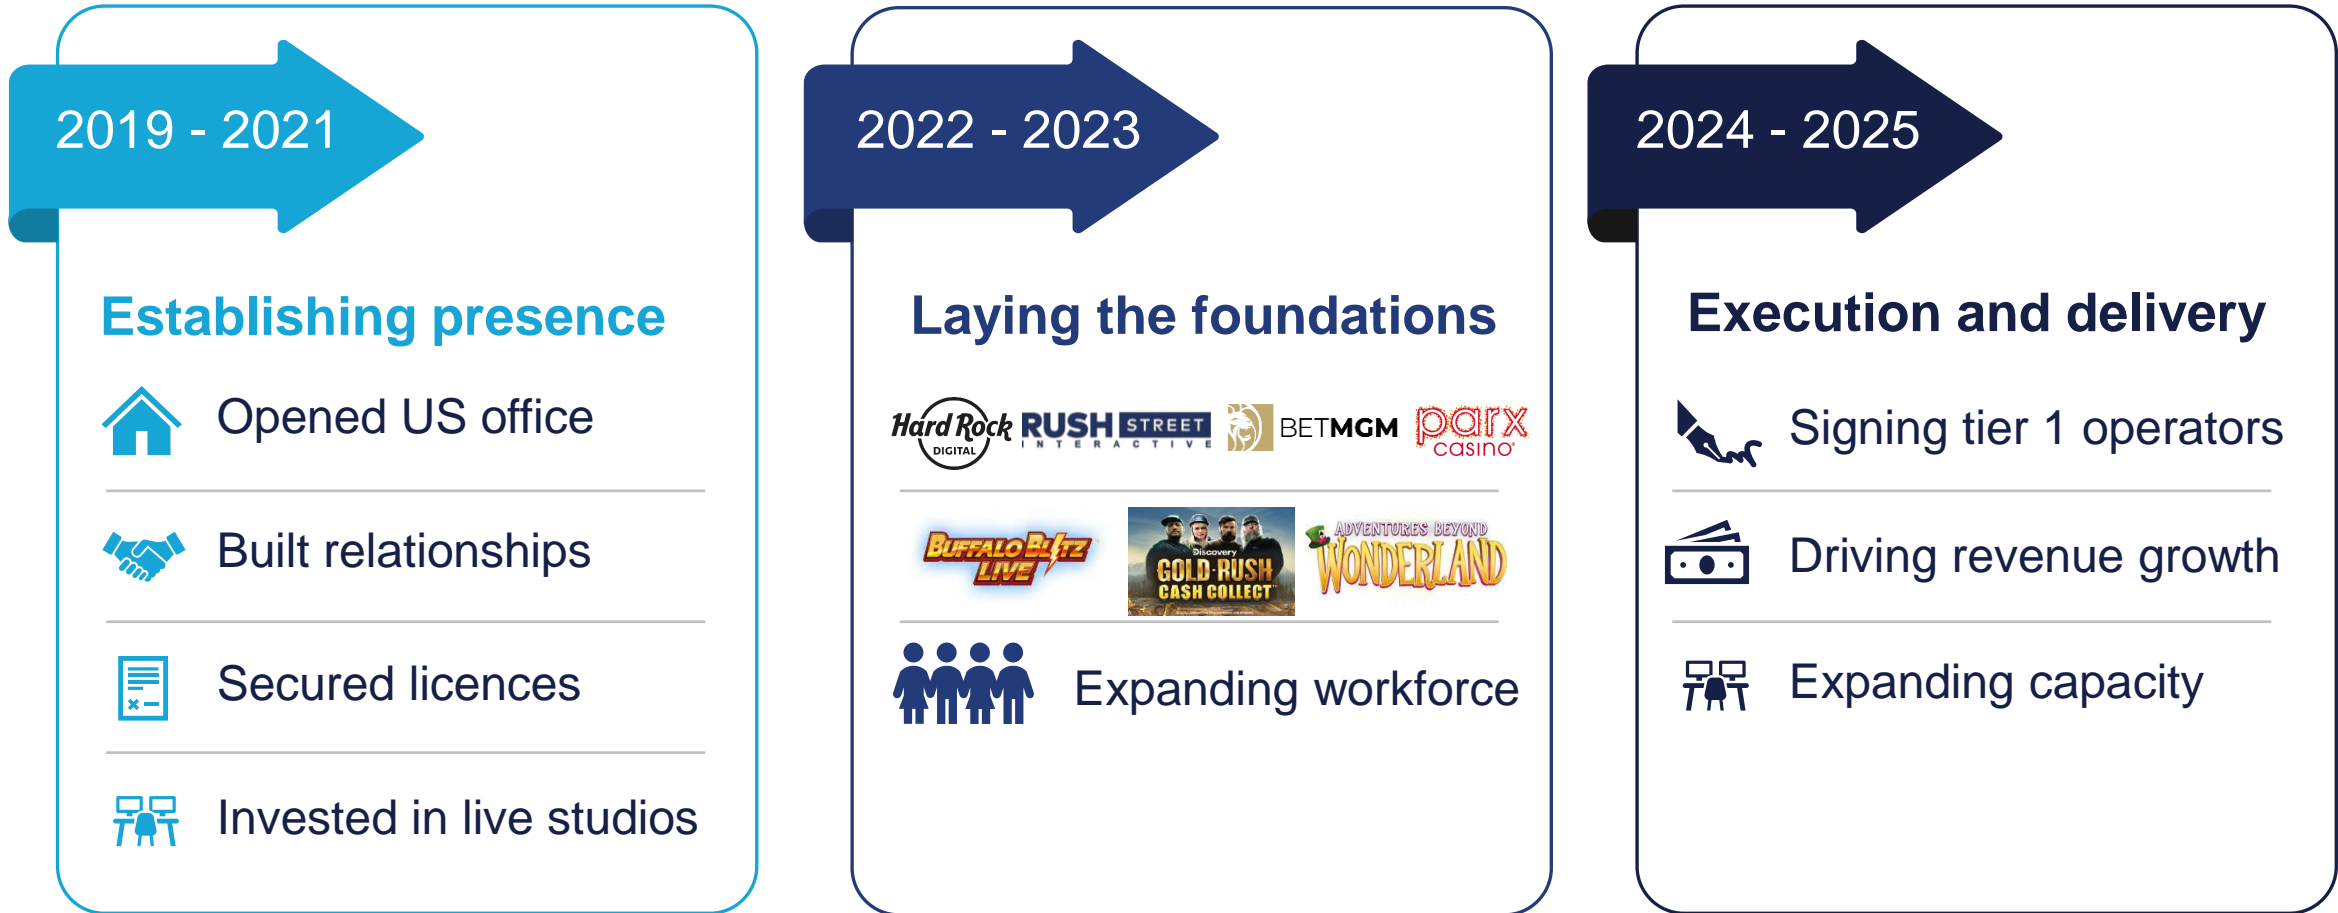 2019 - 2021
Establishing presence
Opened US office
Built relationships
Secured licences
Invested in live studios
2022 - 2023
Laying the foundations
Hard Rock
DIGITAL
RUSH STREET
INTERACTIVE
BETMGM
parx
casino
BUFFALO BLITZ
LIVE
Discovery
GOLD RUSH
CASH COLLECT
ADVENTURES BEYOND
WONDERLAND
Expanding workforce
2024 - 2025
Execution and delivery
Signing tier 1 operators
Driving revenue growth
Expanding capacity